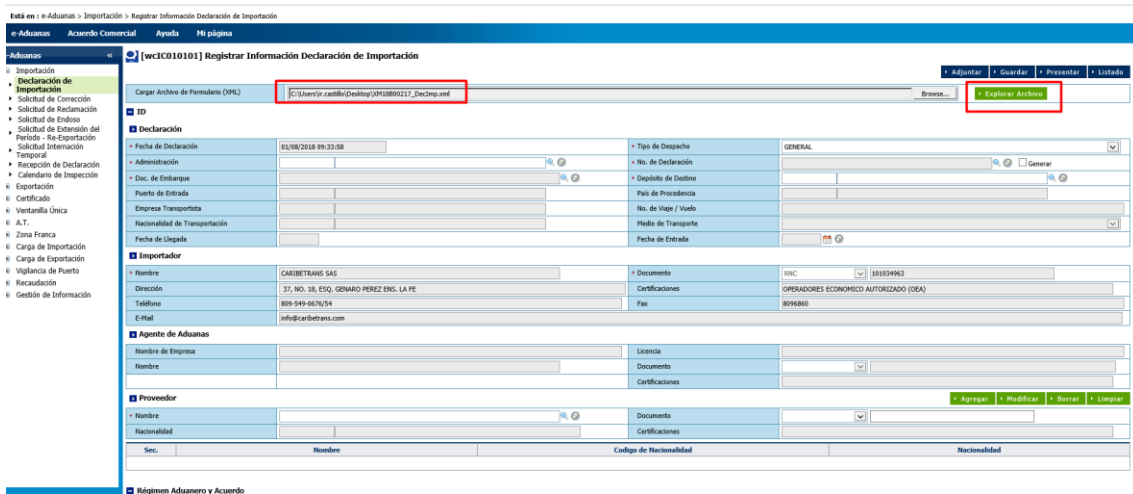 Está en : e-Aduanas > Importación > Registrar Información Declaración de Importación
e-Aduanas Acuerdo Comercial Ayuda Mi página
-Aduanas «
Importación
Declaración de
Importación
Solicitud de Corrección
Solicitud de Reclamación
Solicitud de Endoso
Solicitud de Extensión del
Período - Re-Exportación
Solicitud Internación
Temporal
Recepción de Declaración
Calendario de Inspección
Exportación
Certificado
Ventanilla Única
A.T.
Zona Franca
Carga de Importación
Carga de Exportación
Vigilancia de Puerto
Recaudación
Gestión de Información
[wcIC010101] Registrar Información Declaración de Importación
Adjuntar Guardar Presentar Listado
Cargar Archivo de Formulario (XML) C:\Users\r.castillo\Desktop\XM18B00217_DecImp.xml Browse... Explorar Archivo
ID
Declaración
Fecha de Declaración 01/08/2018 09:33:58 Tipo de Despacho GENERAL
Administración No. de Declaración Generar
Doc. de Embarque Depósito de Destino
Puerto de Entrada País de Procedencia
Empresa Transportista No. de Viaje / Vuelo
Nacionalidad de Transportación Medio de Transporte
Fecha de Llegada Fecha de Entrada
Importador
Nombre CARIBETRANS SAS Documento RNC 101034963
Dirección 37, NO. 18, ESQ. GENARO PEREZ ENS. LA FE Certificaciones OPERADORES ECONOMICO AUTORIZADO (OEA)
Teléfono 809-549-0676/54 Fax 8096860
E-Mail info@caribetrans.com
Agente de Aduanas
Nombre de Empresa Licencia
Nombre Documento
Certificaciones
Proveedor Agregar Modificar Borrar Limpiar
Nombre Documento
Nacionalidad Certificaciones
Sec. Nombre Codigo de Nacionalidad Nacionalidad
Régimen Aduanero y Acuerdo